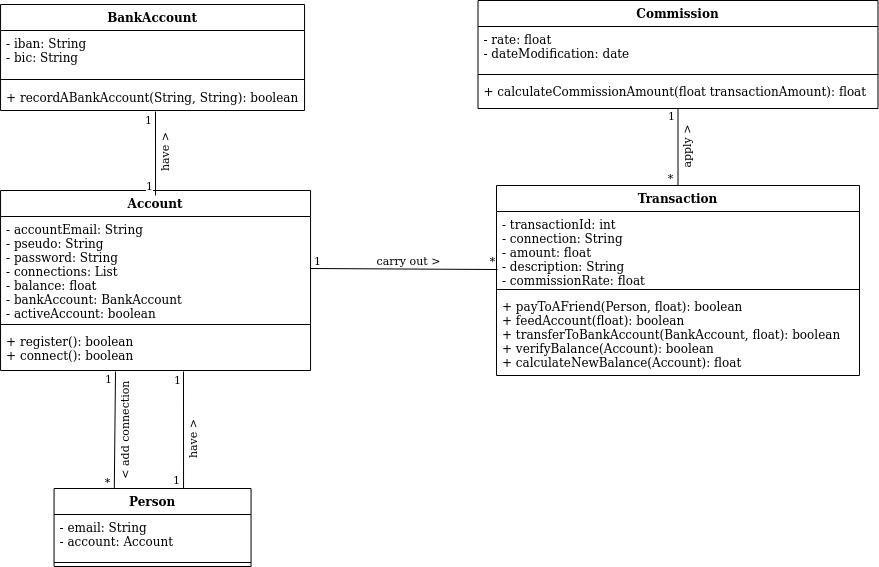 BankAccount
- iban: String
- bic: String
+ recordABankAccount(String, String): boolean
Commission
- rate: float
- dateModification: date
+ calculateCommissionAmount(float transactionAmount): float
1
have >
1
1
apply >
*
Account
- accountEmail: String
- pseudo: String
- password: String
- connections: List
- balance: float
- bankAccount: BankAccount
- activeAccount: boolean
+ register(): boolean
+ connect(): boolean
1
carry out >
*
Transaction
- transactionId: int
- connection: String
- amount: float
- description: String
- commissionRate: float
+ payToAFriend(Person, float): boolean
+ feedAccount(float): boolean
+ transferToBankAccount(BankAccount, float): boolean
+ verifyBalance(Account): boolean
+ calculateNewBalance(Account): float
1
< add connection
*
1
have >
1
Person
- email: String
- account: Account